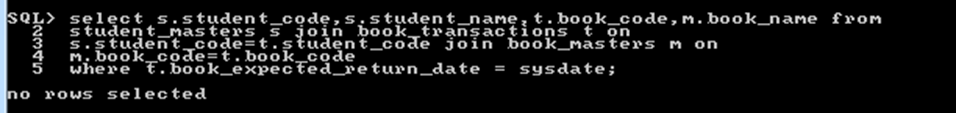 SQL> select s.student_code,s.student_name,t.book_code,m.book_name from
2 student_masters s join book_transactions t on
3 s.student_code=t.student_code join book_masters m on
4 m.book_code=t.book_code
5 where t.book_expected_return_date = sysdate;
no rows selected